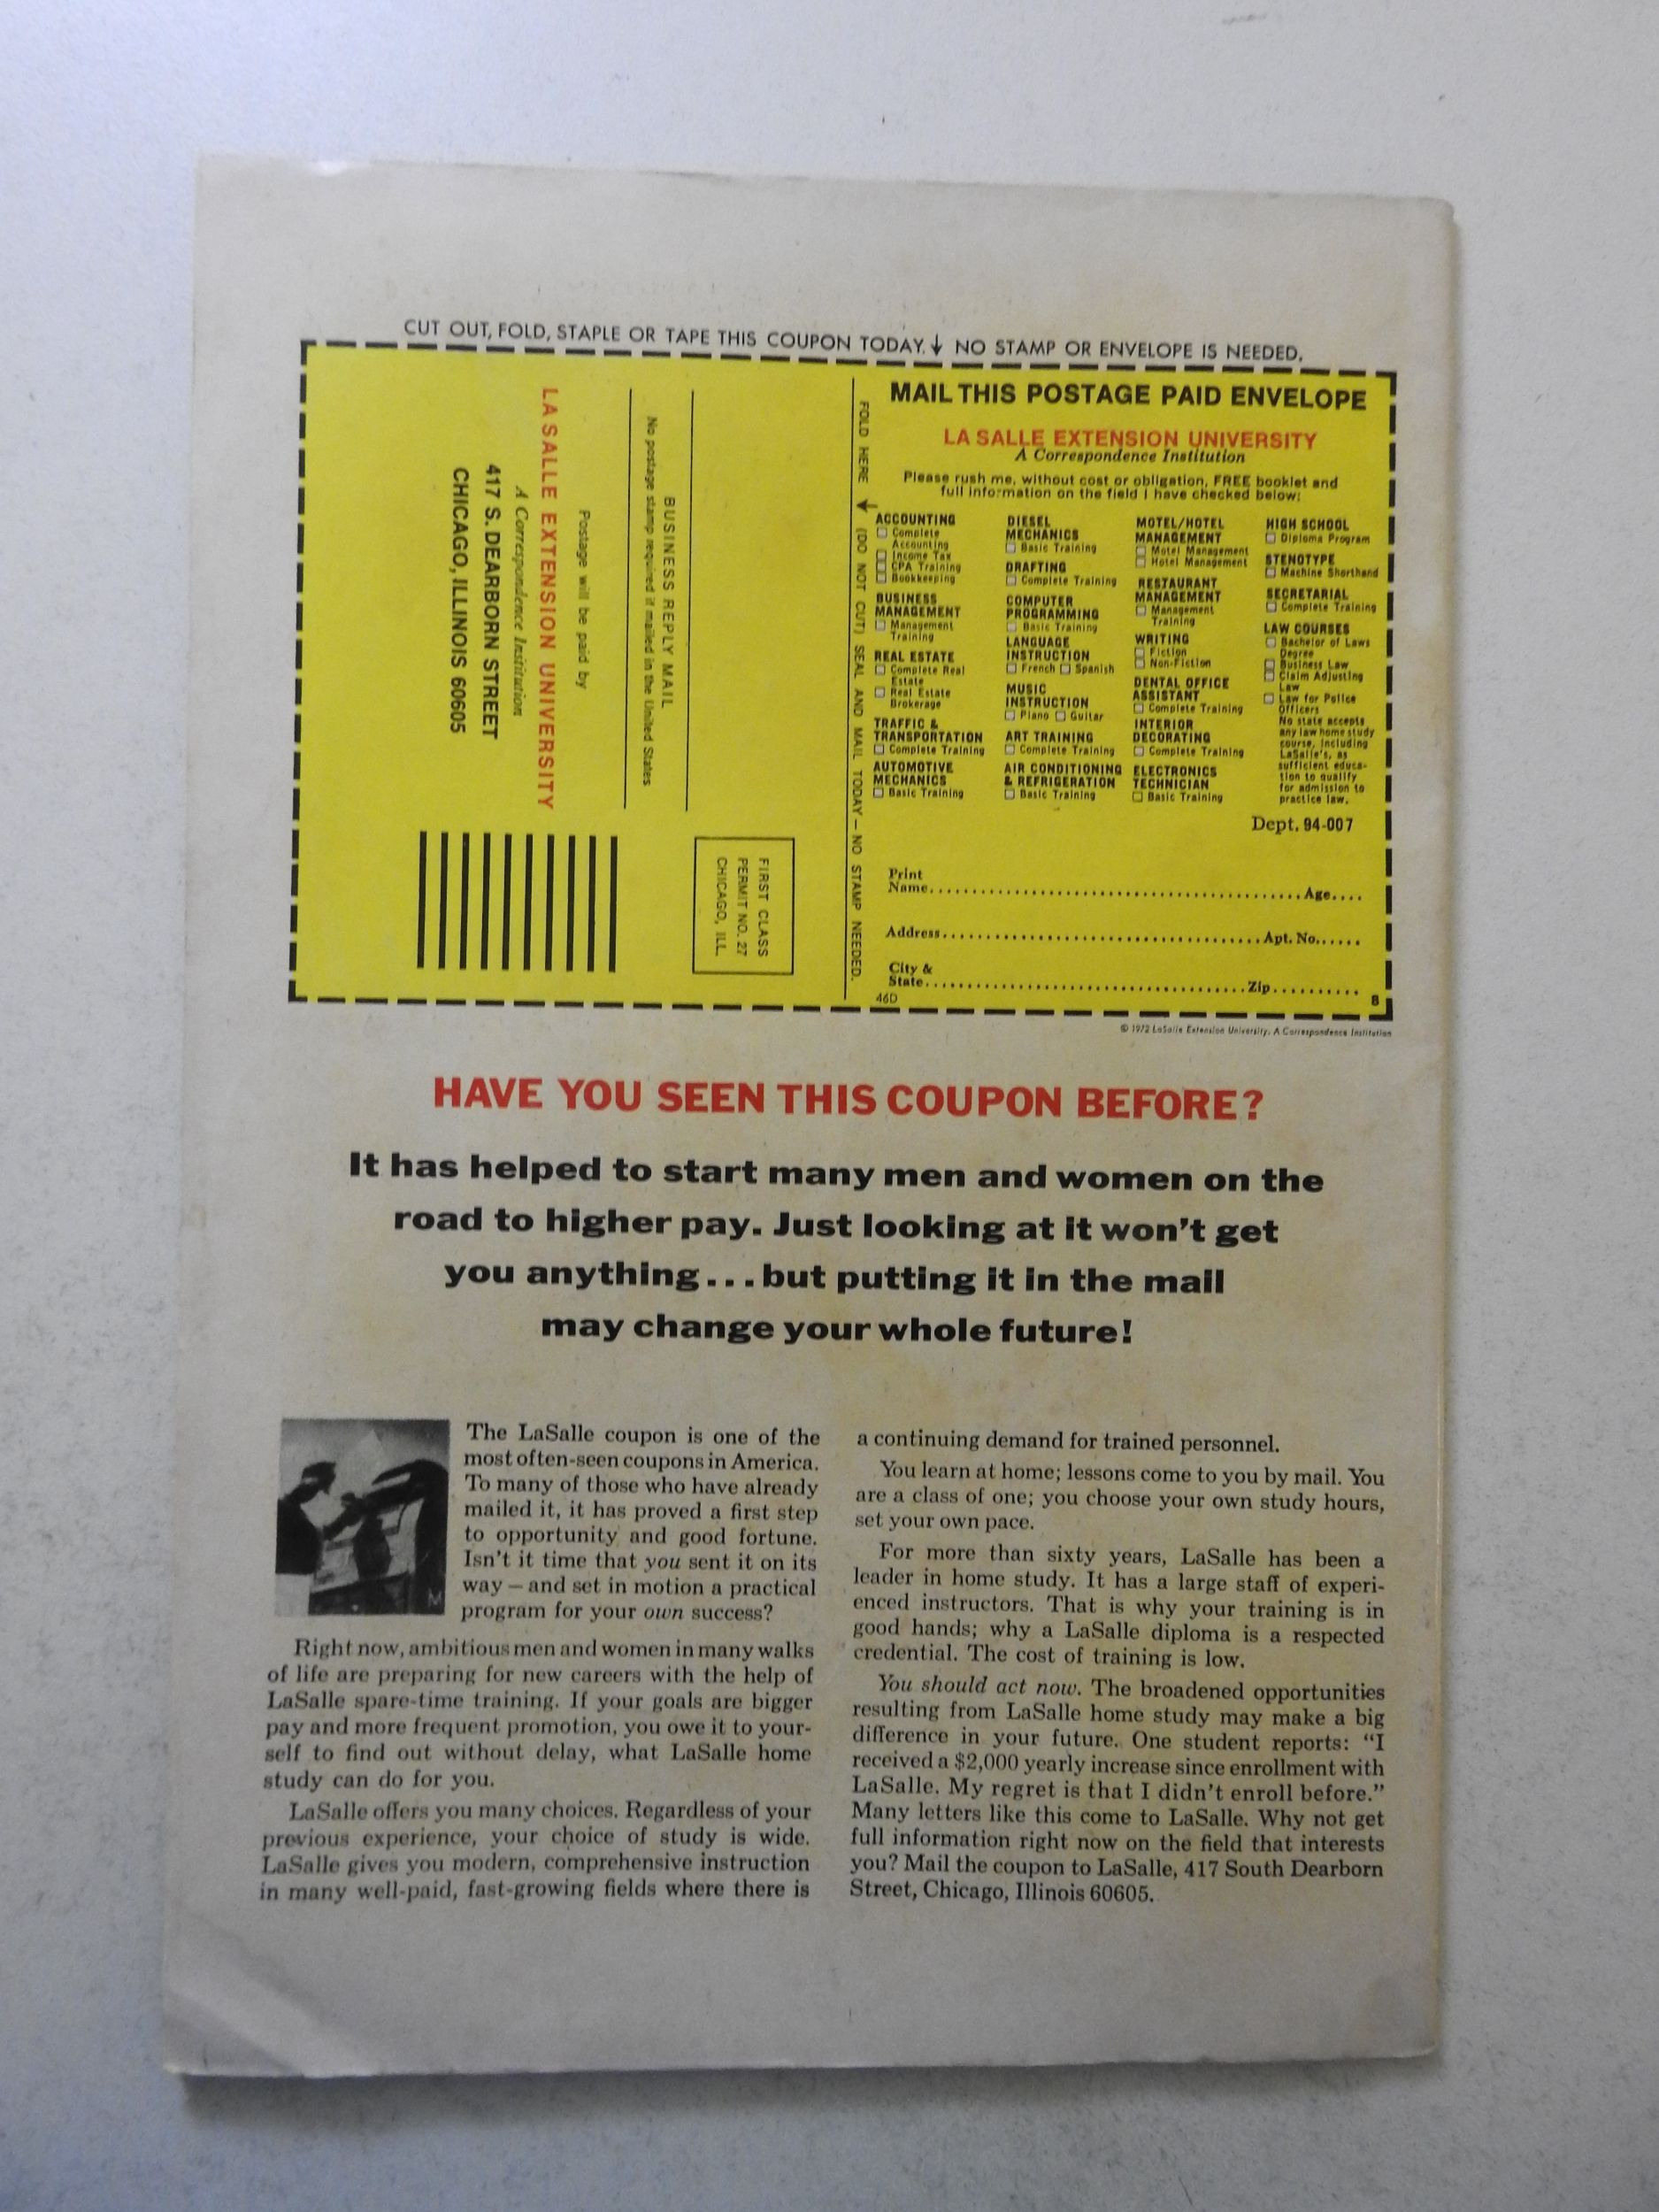 CUT OUT, FOLD, STAPLE OR TAPE THIS COUPON TODAY. NO STAMP OR ENVELOPE IS NEEDED.
BUSINESS REPLY MAIL
No postage stamp required if mailed in the United States
Postage will be paid by
LA SALLE EXTENSION UNIVERSITY
A Correspondence Institution
417 S. DEARBORN STREET
CHICAGO, ILLINOIS 60605
FIRST CLASS
PERMIT NO. 27
CHICAGO, ILL.
FOLD HERE (DO NOT CUT) SEAL AND MAIL TODAY — NO STAMP NEEDED.
MAIL THIS POSTAGE PAID ENVELOPE
LA SALLE EXTENSION UNIVERSITY
A Correspondence Institution
Please rush me, without cost or obligation, FREE booklet and
full information on the field I have checked below:
ACCOUNTING
Complete
Accounting
Income Tax
CPA Training
Bookkeeping
BUSINESS
MANAGEMENT
Management
Training
REAL ESTATE
Complete Real
Estate
Real Estate
Brokerage
TRAFFIC &
TRANSPORTATION
Complete Training
AUTOMOTIVE
MECHANICS
Basic Training
DIESEL
MECHANICS
Basic Training
DRAFTING
Complete Training
COMPUTER
PROGRAMMING
Basic Training
LANGUAGE
INSTRUCTION
French Spanish
MUSIC
INSTRUCTION
Piano Guitar
ART TRAINING
Complete Training
AIR CONDITIONING
& REFRIGERATION
Basic Training
MOTEL/HOTEL
MANAGEMENT
Motel Management
Hotel Management
RESTAURANT
MANAGEMENT
Management
Training
WRITING
Fiction
Non-Fiction
DENTAL OFFICE
ASSISTANT
Complete Training
INTERIOR
DECORATING
Complete Training
ELECTRONICS
TECHNICIAN
Basic Training
HIGH SCHOOL
Diploma Program
STENOTYPE
Machine Shorthand
SECRETARIAL
Complete Training
LAW COURSES
Bachelor of Laws
Degree
Business Law
Claim Adjusting
Law
Law for Police
Officers
No state accepts
any law home study
course, including
LaSalle's, as
sufficient educa-
tion to qualify
for admission to
practice law.
Dept. 94-007
Print
Name Age
Address Apt. No.
City &
State Zip
46D 8
© 1972 LaSalle Extension University. A Correspondence Institution
HAVE YOU SEEN THIS COUPON BEFORE?
It has helped to start many men and women on the
road to higher pay. Just looking at it won't get
you anything...but putting it in the mail
may change your whole future!
The LaSalle coupon is one of the
most often-seen coupons in America.
To many of those who have already
mailed it, it has proved a first step
to opportunity and good fortune.
Isn't it time that you sent it on its
way – and set in motion a practical
program for your own success?
Right now, ambitious men and women in many walks
of life are preparing for new careers with the help of
LaSalle spare-time training. If your goals are bigger
pay and more frequent promotion, you owe it to your-
self to find out without delay, what LaSalle home
study can do for you.
LaSalle offers you many choices. Regardless of your
previous experience, your choice of study is wide.
LaSalle gives you modern, comprehensive instruction
in many well-paid, fast-growing fields where there is
a continuing demand for trained personnel.
You learn at home; lessons come to you by mail. You
are a class of one; you choose your own study hours,
set your own pace.
For more than sixty years, LaSalle has been a
leader in home study. It has a large staff of experi-
enced instructors. That is why your training is in
good hands; why a LaSalle diploma is a respected
credential. The cost of training is low.
You should act now. The broadened opportunities
resulting from LaSalle home study may make a big
difference in your future. One student reports: “I
received a $2,000 yearly increase since enrollment with
LaSalle. My regret is that I didn't enroll before.”
Many letters like this come to LaSalle. Why not get
full information right now on the field that interests
you? Mail the coupon to LaSalle, 417 South Dearborn
Street, Chicago, Illinois 60605.